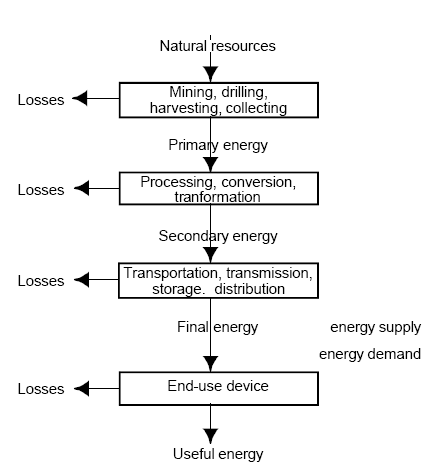 Natural resources
Losses
Mining, drilling,
harvesting, collecting
Primary energy
Losses
Processing, conversion,
tranformation
Secondary energy
Losses
Transportation, transmission,
storage. distribution
Final energy
energy supply
energy demand
Losses
End-use device
Useful energy